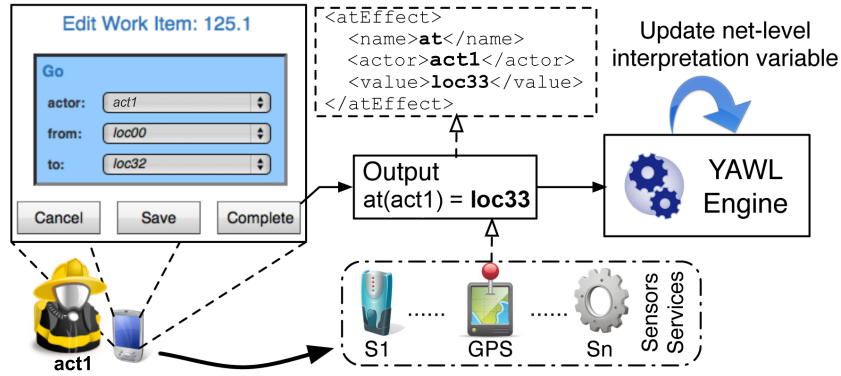 Edit Work Item: 125.1
Go
actor: act1
from: loc00
to: loc32
Cancel Save Complete
act1
<atEffect>
<name>at</name>
<actor>act1</actor>
<value>loc33</value>
</atEffect>
Output
at(act1) = loc33
Update net-level
interpretation variable
YAWL
Engine
S1 ...... GPS ...... Sn
Sensors
Services